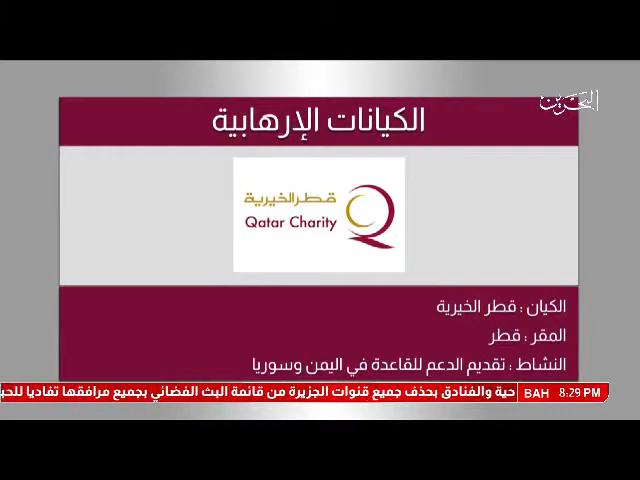 البحرين
الكيانات الإرهابية
قطر الخيرية
Qatar Charity
الكيان : قطر الخيرية
المقر : قطر
النشاط : تقديم الدعم للقاعدة في اليمن وسوريا
حية والفنادق بحذف جميع قنوات الجزيرة من قائمة البث الفضائي بجميع مرافقها تفاديا للحب
BAH 8:29 PM